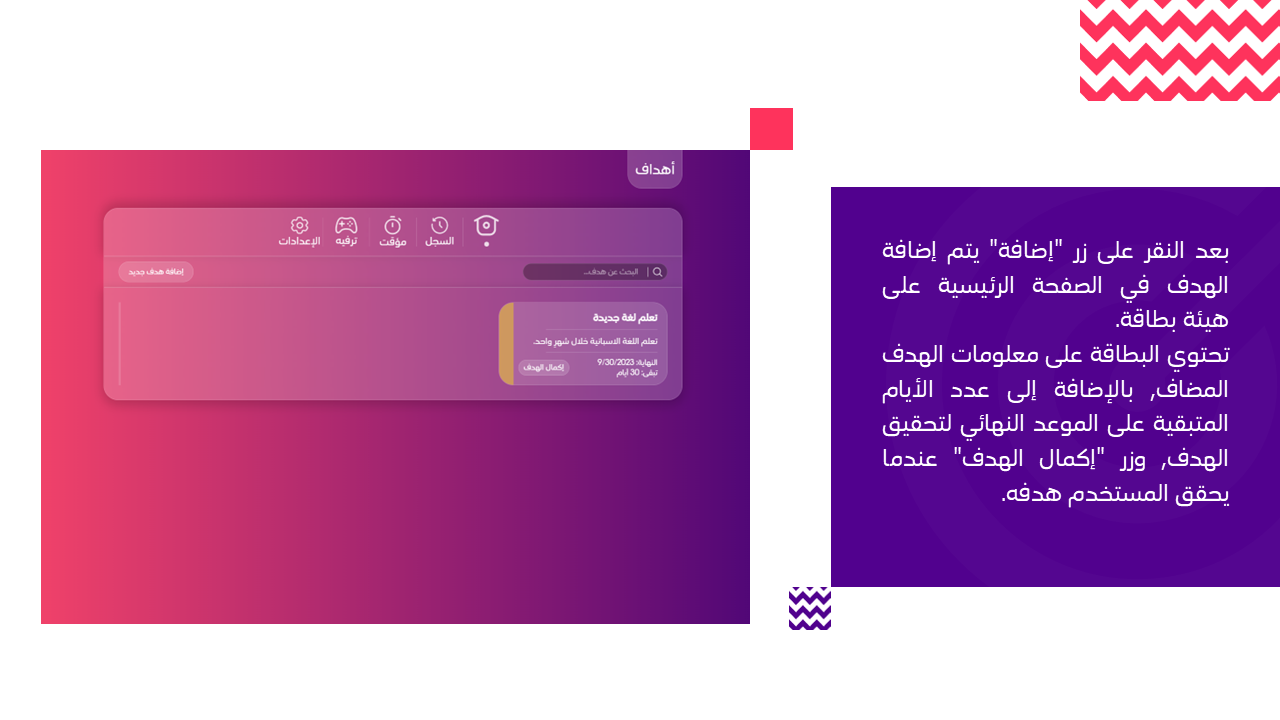 أهداف
السجل
مؤقت
ترفيه
الإعدادات
البحث عن هدف...
إضافة هدف جديد
تعلم لغة جديدة
تعلم اللغة الاسبانية خلال شهر واحد.
النهاية: 9/30/2023
تبقى: 30 ايام
إكمال الهدف
بعد النقر على زر "إضافة" يتم إضافة
الهدف في الصفحة الرئيسية على
هيئة بطاقة.
تحتوي البطاقة على معلومات الهدف
المضاف, بالإضافة إلى عدد الأيام
المتبقية على الموعد النهائي لتحقيق
الهدف, وزر "إكمال الهدف" عندما
يحقق المستخدم هدفه.